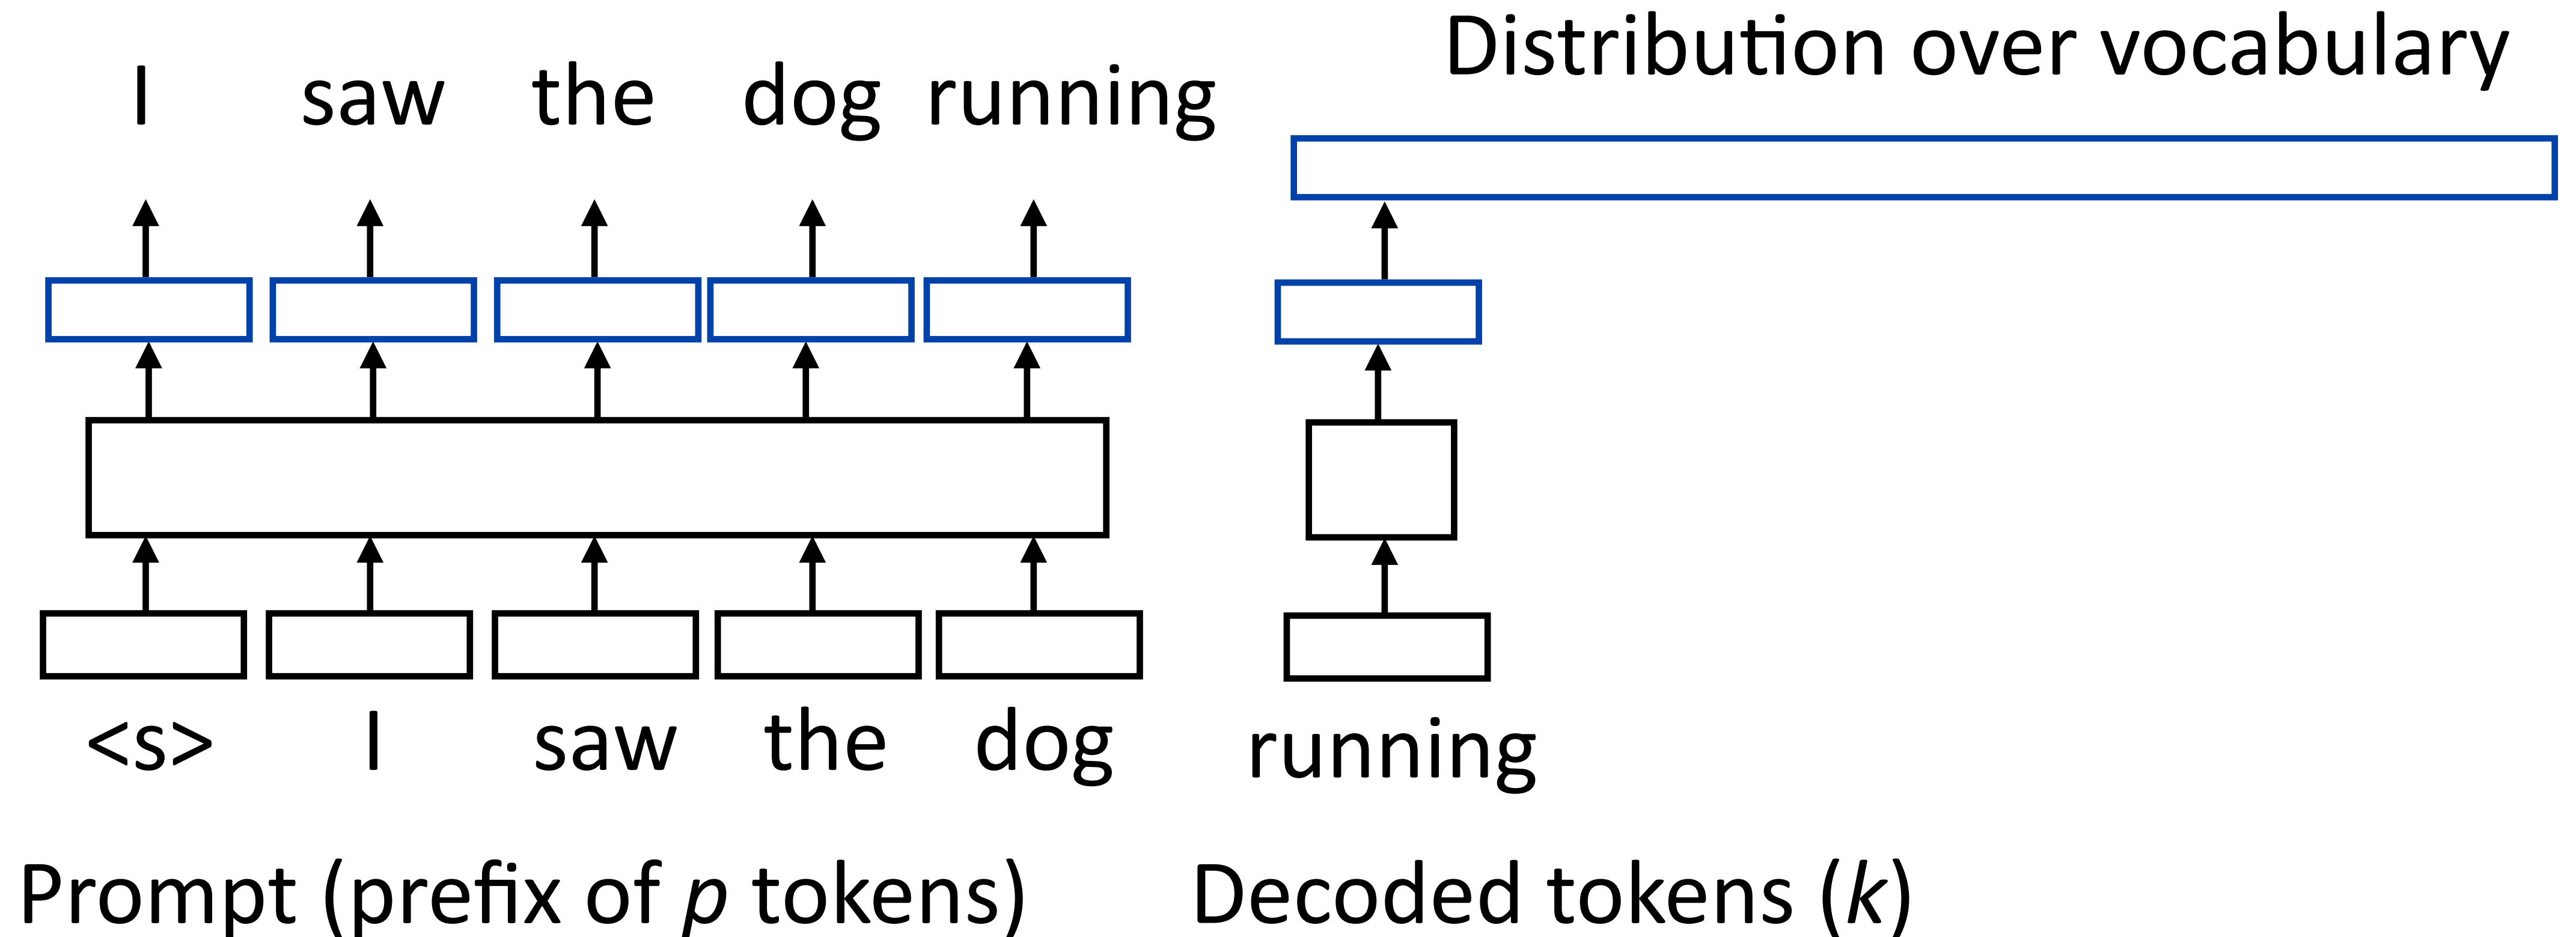 Distribution over vocabulary
I saw the dog running
<s> I saw the dog running
Prompt (prefix of p tokens) Decoded tokens (k)